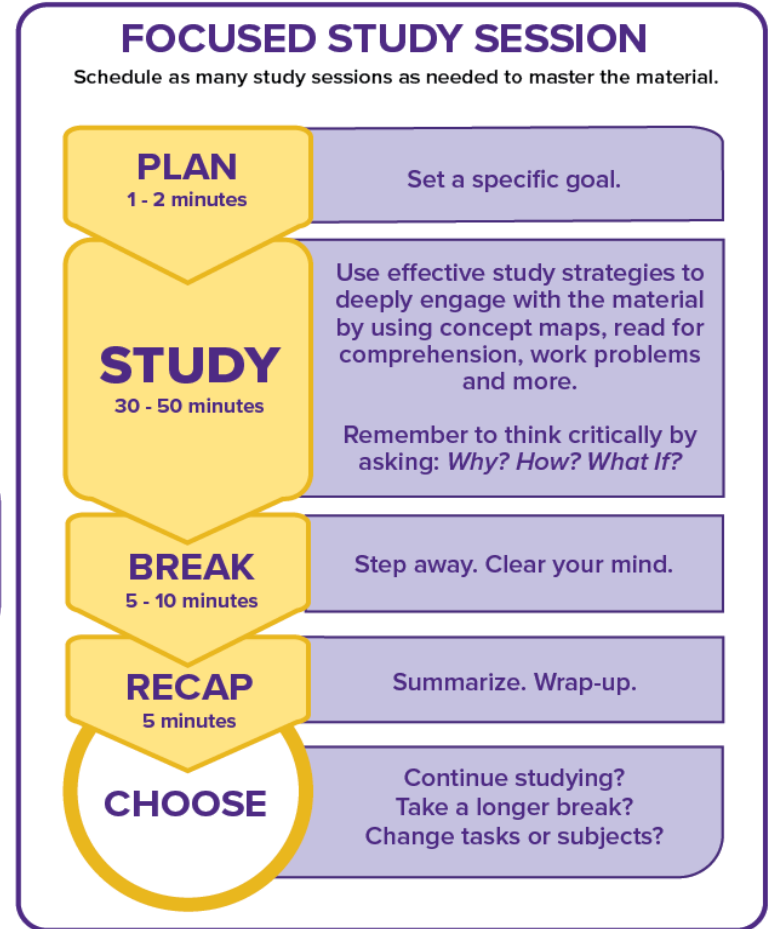 FOCUSED STUDY SESSION
Schedule as many study sessions as needed to master the material.
PLAN
1 - 2 minutes
Set a specific goal.
STUDY
30 - 50 minutes
Use effective study strategies to
deeply engage with the material
by using concept maps, read for
comprehension, work problems
and more.
Remember to think critically by
asking: Why? How? What If?
BREAK
5 - 10 minutes
Step away. Clear your mind.
RECAP
5 minutes
Summarize. Wrap-up.
CHOOSE
Continue studying?
Take a longer break?
Change tasks or subjects?